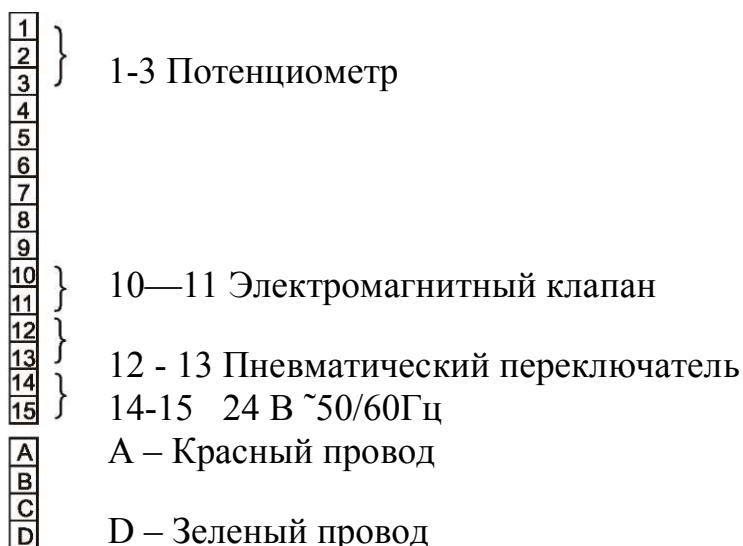 1
2
3
1-3 Потенциометр
4
5
6
7
8
9
10
11
10—11 Электромагнитный клапан
12
13
12 - 13 Пневматический переключатель
14
15
14-15 24 В ˜50/60Гц
A
А – Красный провод
B
C
D
D – Зеленый провод